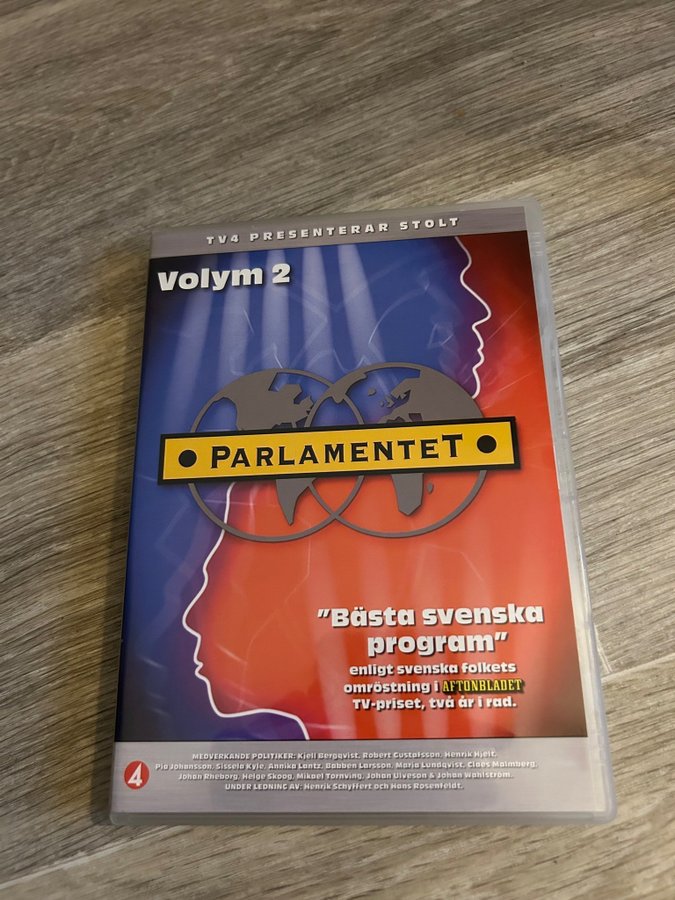 TV4 PRESENTERAR STOLT
Volym 2
PARLAMENTET
"Bästa svenska
program"
enligt svenska folkets
omröstning i AFTONBLADET
TV-priset, två år i rad.
MEDVERKANDE POLITIKER: Kjell Bergqvist, Robert Gustafsson, Henrik Hjelt,
Pia Johansson, Sissela Kyle, Annika Lantz, Babben Larsson, Maria Lundqvist, Claes Malmberg,
Johan Rheborg, Helge Skoog, Mikael Tornving, Johan Ulveson & Johan Wahlström.
UNDER LEDNING AV: Henrik Schyffert och Hans Rosenfeldt.
4